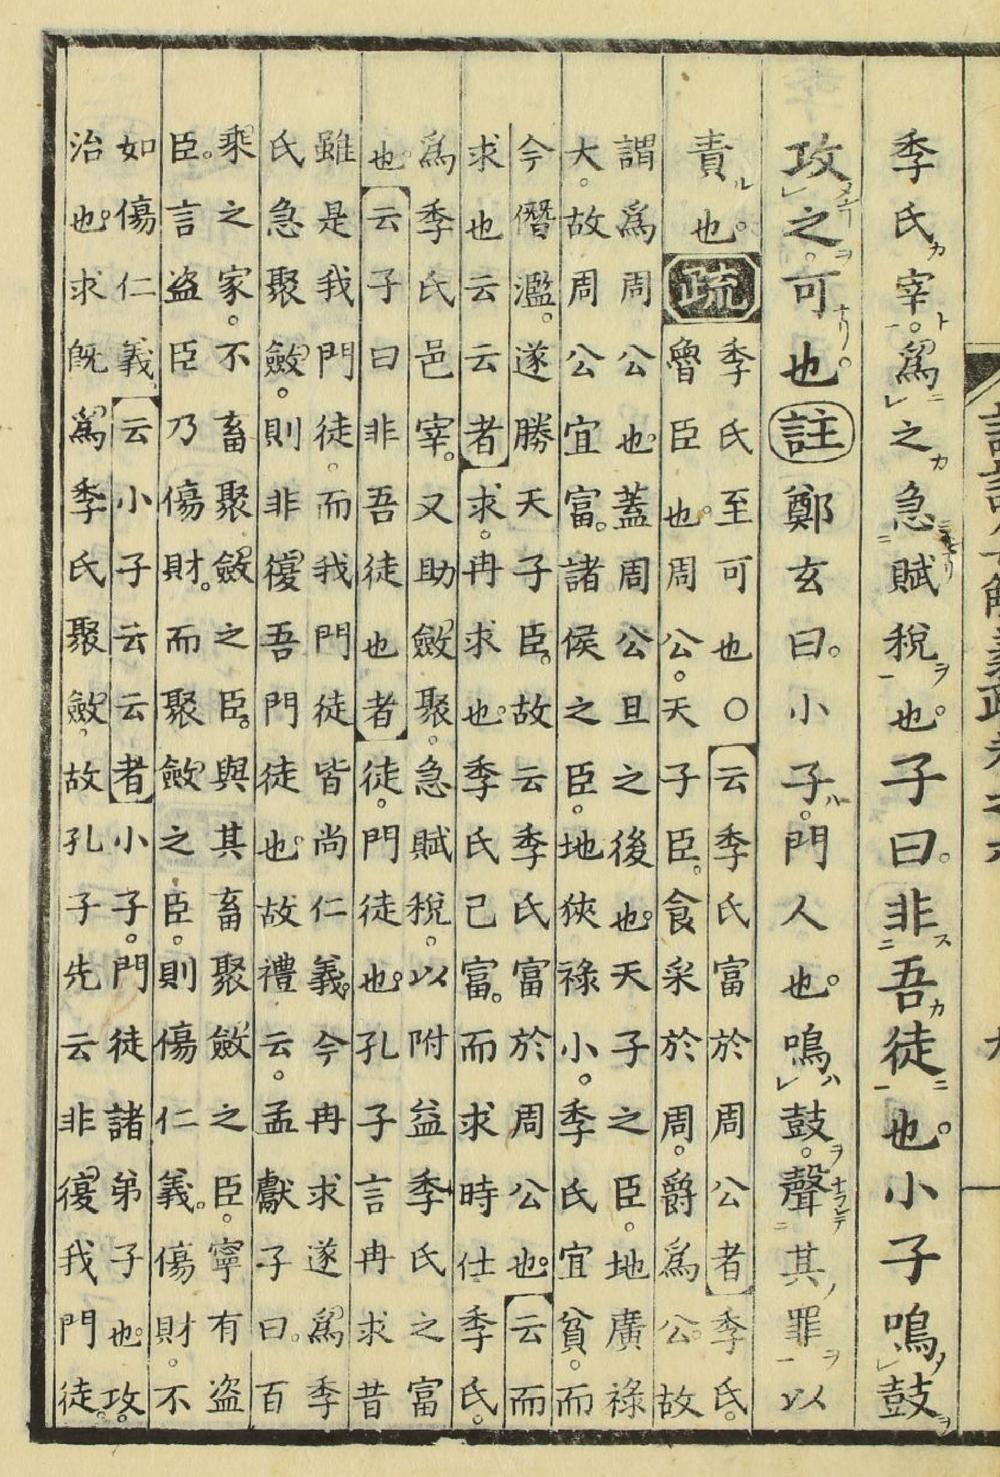 季氏宰。爲之急賦稅也。子曰。非吾徒也。小子鳴鼓
攻之。可也。註鄭玄曰。小子。門人也。鳴鼓。聲其罪以
責也。疏
季氏至可也〇云季氏富於周公者季氏。
魯臣也。周公。天子臣。食采於周。爵爲公。故
謂爲周公也。蓋周公旦之後也。天子之臣。地廣祿
大。故周公宜富。諸侯之臣。地狹祿小。季氏宜貧。而
今僭濫。遂勝天子臣。故云季氏富於周公也。云而
求也云云者求。冉求也。季氏己富。而求時仕季氏。
爲季氏邑宰。又助斂聚。急賦稅。以附益季氏之富
也。云子曰非吾徒也者徒。門徒也。孔子言冉求昔
雖是我門徒。而我門徒皆尚仁義。今冉求遂爲季
氏急聚斂。則非復吾門徒也。故禮云。孟獻子曰。百
乘之家。不畜聚斂之臣。與其畜聚斂之臣。寧有盜
臣。言盜臣乃傷財。而聚斂之臣。則傷仁義。傷財。不
如傷仁義。云小子云云者小子。門徒諸弟子也。攻。
治也。求旣爲季氏聚斂。故孔子先云非復我門徒。